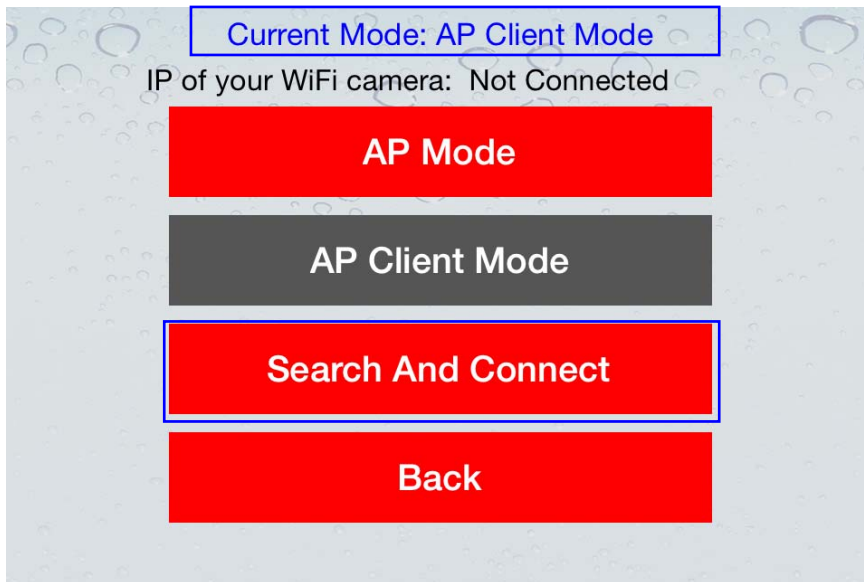 Current Mode: AP Client Mode
IP of your WiFi camera:  Not Connected
AP Mode
AP Client Mode
Search And Connect
Back